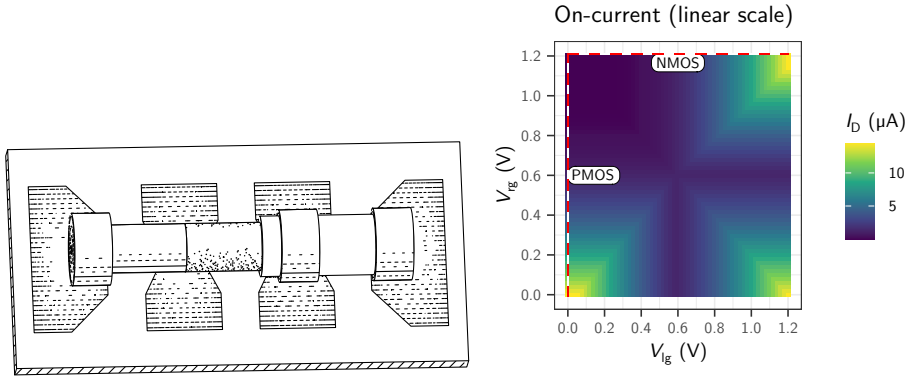 On-current (linear scale)
1.2
1.0
0.8
0.6
0.4
0.2
0.0
V_rg (V)
NMOS
PMOS
0.0 0.2 0.4 0.6 0.8 1.0 1.2
V_lg (V)
I_D (μA)
10
5